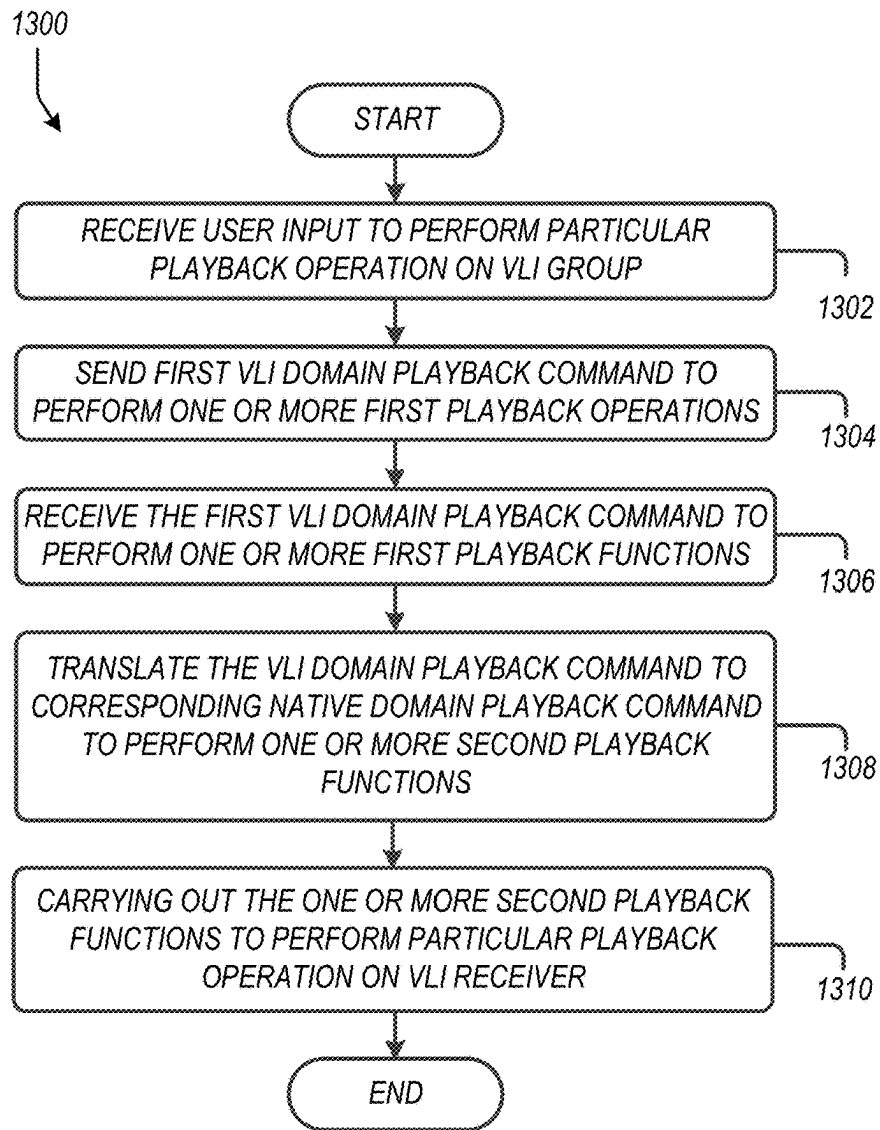 1300
START
RECEIVE USER INPUT TO PERFORM PARTICULAR
PLAYBACK OPERATION ON VLI GROUP
1302
SEND FIRST VLI DOMAIN PLAYBACK COMMAND TO
PERFORM ONE OR MORE FIRST PLAYBACK OPERATIONS
1304
RECEIVE THE FIRST VLI DOMAIN PLAYBACK COMMAND TO
PERFORM ONE OR MORE FIRST PLAYBACK FUNCTIONS
1306
TRANSLATE THE VLI DOMAIN PLAYBACK COMMAND TO
CORRESPONDING NATIVE DOMAIN PLAYBACK COMMAND
TO PERFORM ONE OR MORE SECOND PLAYBACK
FUNCTIONS
1308
CARRYING OUT THE ONE OR MORE SECOND PLAYBACK
FUNCTIONS TO PERFORM PARTICULAR PLAYBACK
OPERATION ON VLI RECEIVER
1310
END